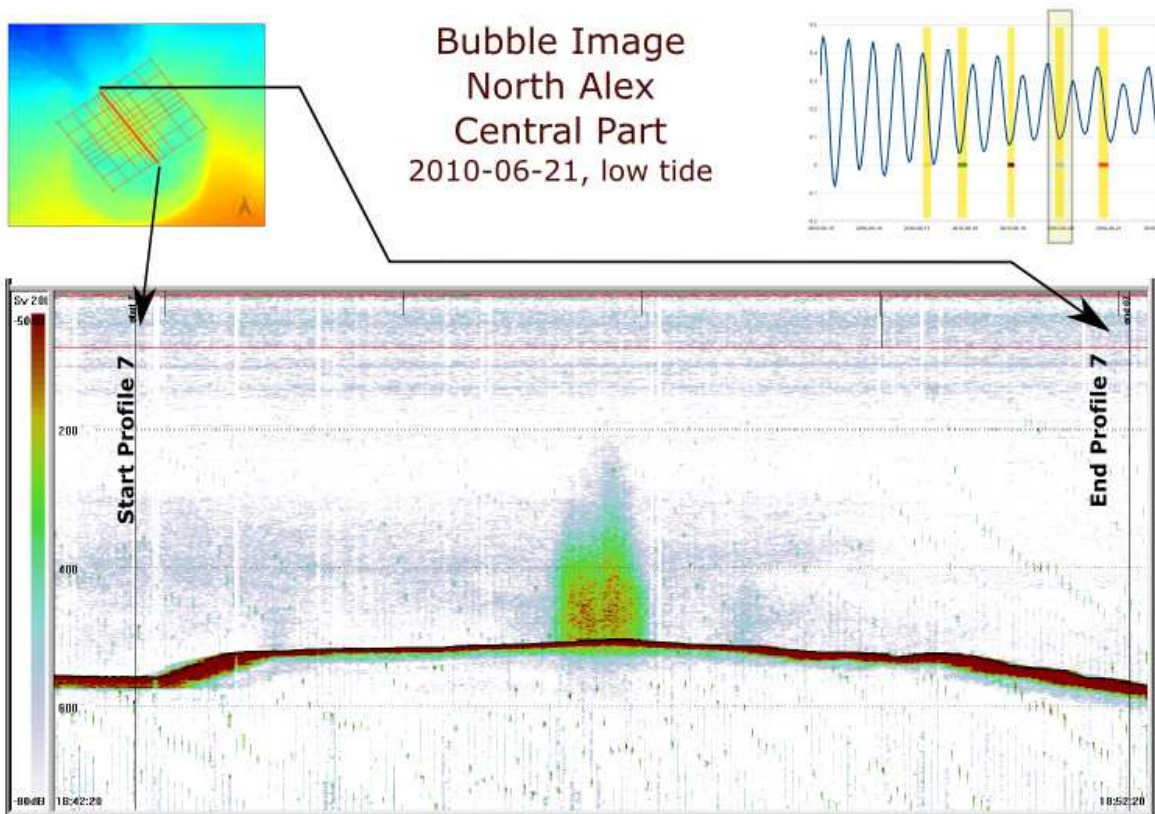 Bubble Image
North Alex
Central Part
2010-06-21, low tide
Sv 20l
-50
Start Profile 7
End Profile 7
200
400
600
-80dB
18:42:20
18:52:20